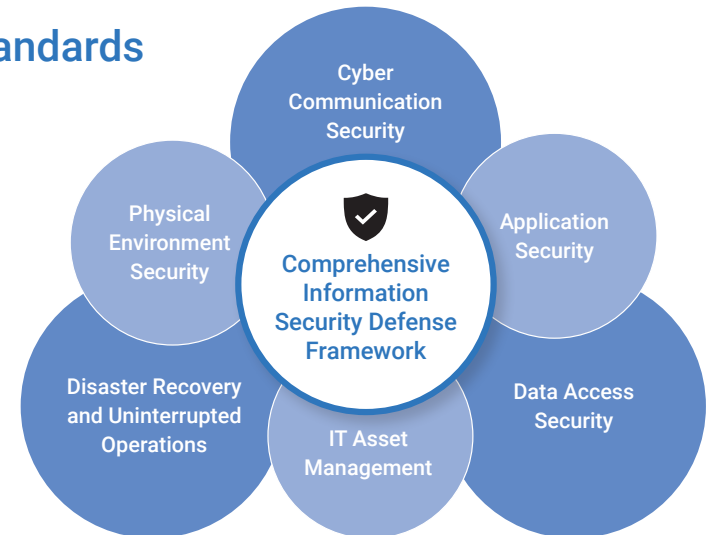 andards
Cyber
Communication
Security
Physical
Environment
Security
Application
Security
Comprehensive
Information
Security Defense
Framework
Disaster Recovery
and Uninterrupted
Operations
Data Access
Security
IT Asset
Management